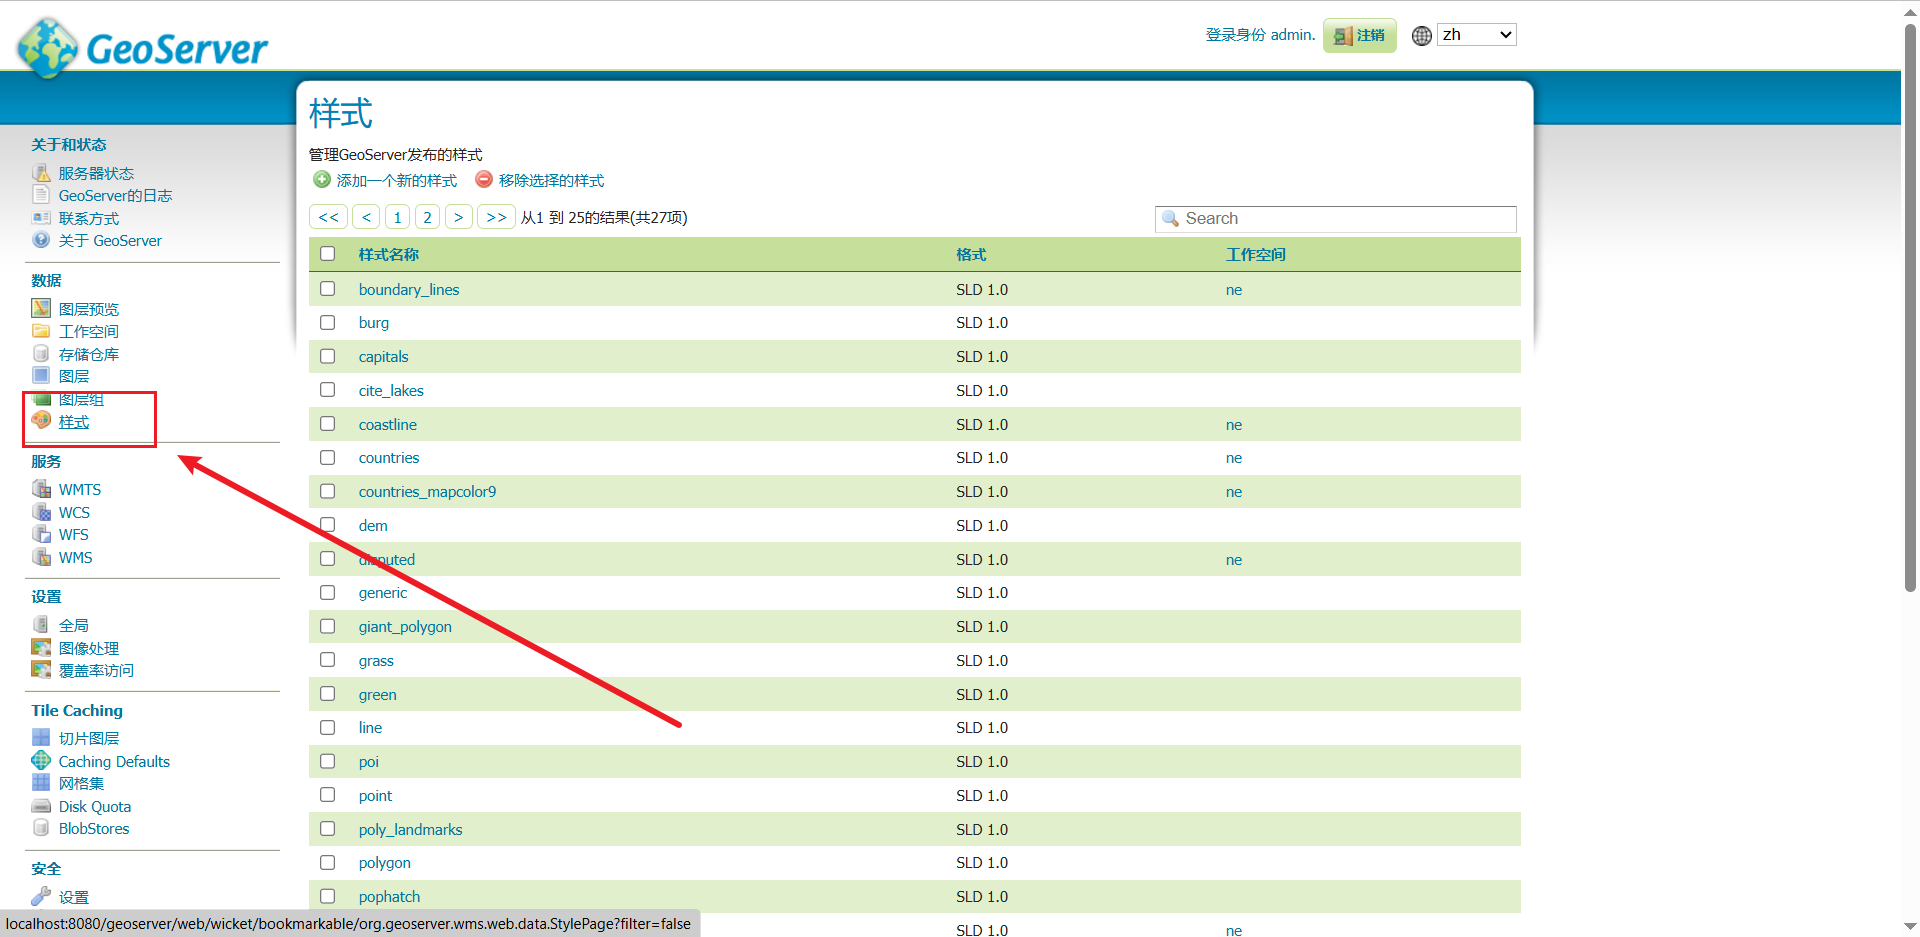 GeoServer
登录身份 admin.
注销
zh
样式
管理GeoServer发布的样式
添加一个新的样式
移除选择的样式
<< < 1 2 > >> 从1 到 25的结果(共27项)
Search
样式名称 格式 工作空间
boundary_lines SLD 1.0 ne
burg SLD 1.0
capitals SLD 1.0
cite_lakes SLD 1.0
coastline SLD 1.0 ne
countries SLD 1.0 ne
countries_mapcolor9 SLD 1.0 ne
dem SLD 1.0
disputed SLD 1.0 ne
generic SLD 1.0
giant_polygon SLD 1.0
grass SLD 1.0
green SLD 1.0
line SLD 1.0
poi SLD 1.0
point SLD 1.0
poly_landmarks SLD 1.0
polygon SLD 1.0
pophatch SLD 1.0
SLD 1.0 ne
关于和状态
服务器状态
GeoServer的日志
联系方式
关于 GeoServer
数据
图层预览
工作空间
存储仓库
图层
图层组
样式
服务
WMTS
WCS
WFS
WMS
设置
全局
图像处理
覆盖率访问
Tile Caching
切片图层
Caching Defaults
网格集
Disk Quota
BlobStores
安全
设置
localhost:8080/geoserver/web/wicket/bookmarkable/org.geoserver.wms.web.data.StylePage?filter=false